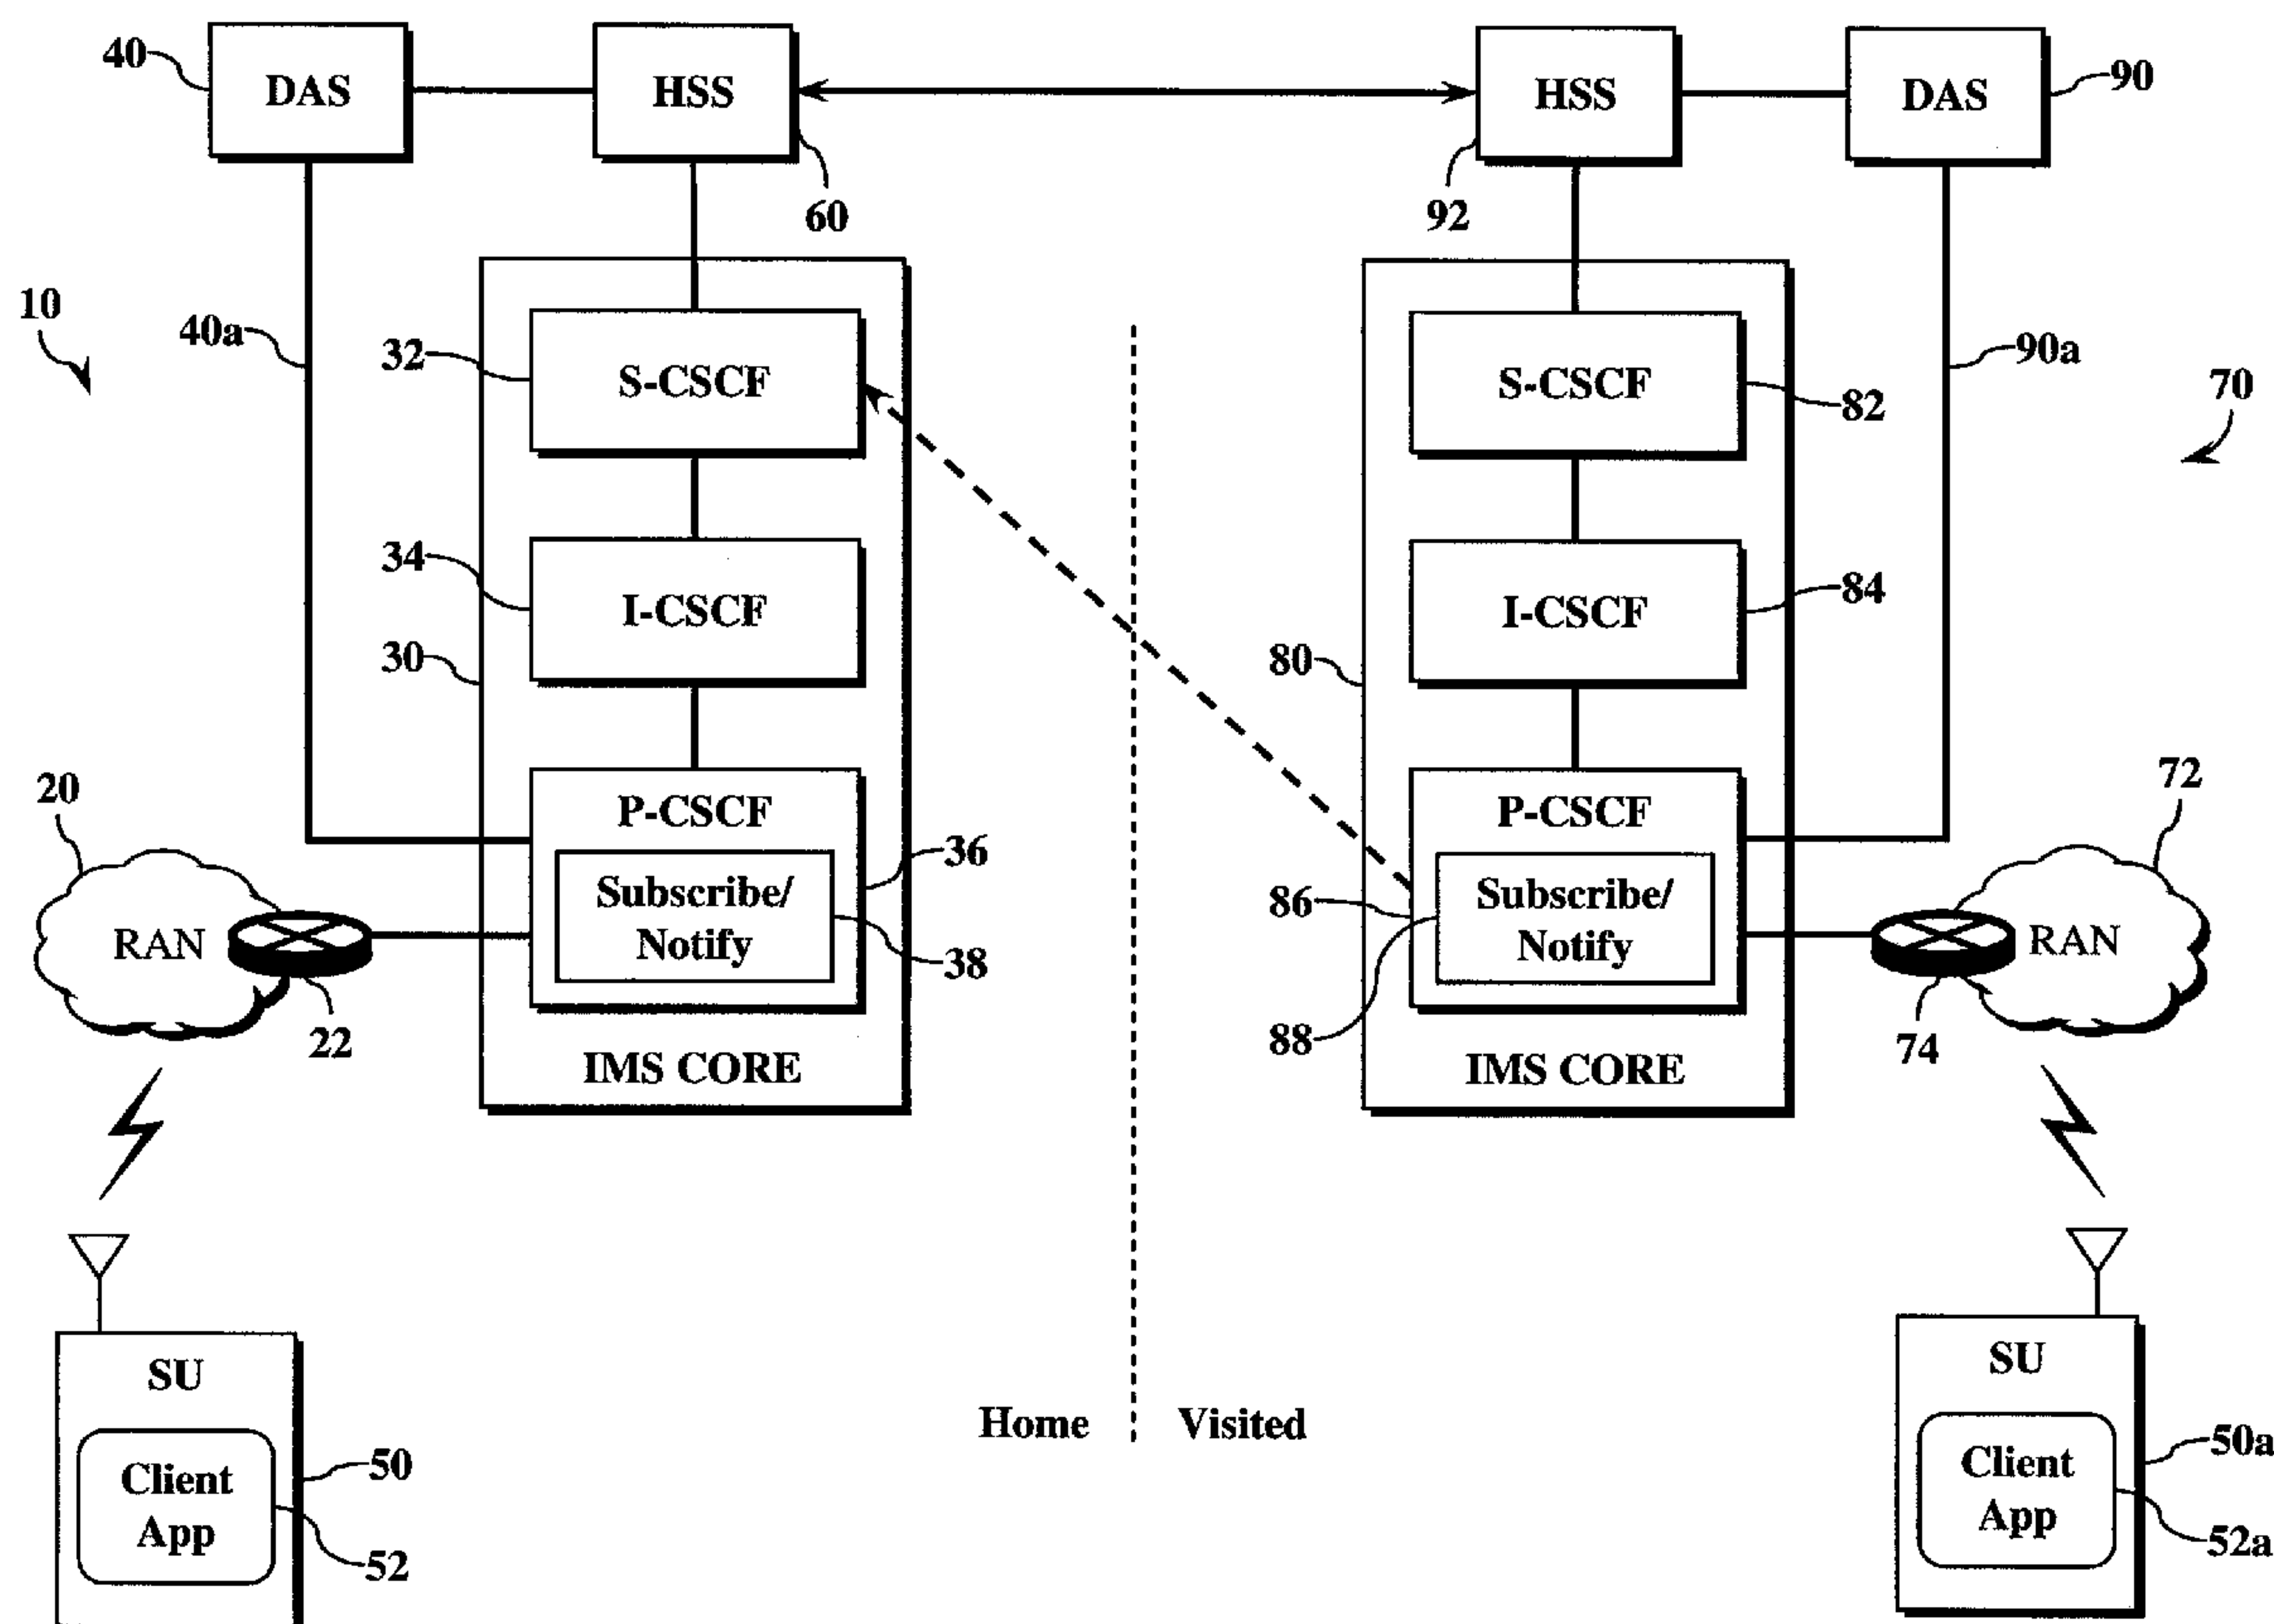 40
DAS
HSS
HSS
DAS
90
60
92
10
40a
32
S-CSCF
S-CSCF
82
90a
70
34
I-CSCF
I-CSCF
84
30
80
20
P-CSCF
36
P-CSCF
72
RAN
Subscribe/
Notify
38
86
Subscribe/
Notify
RAN
22
88
74
IMS CORE
IMS CORE
SU
SU
Home
Visited
Client
App
50
52
Client
App
50a
52a